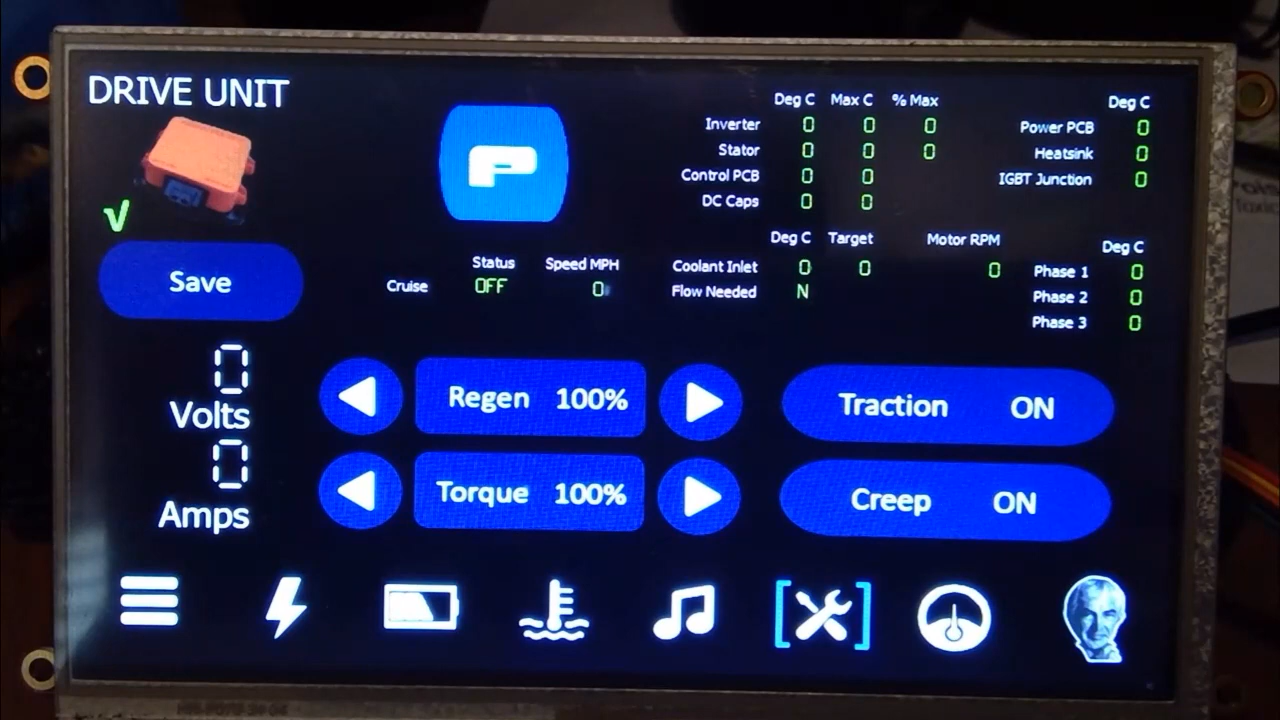 DRIVE UNIT
√
Save
0
Volts
0
Amps
P
Status Speed MPH
Cruise OFF 0
Deg C Max C % Max
Inverter 0 0 0
Stator 0 0 0
Control PCB 0 0
DC Caps 0 0
Deg C Target Motor RPM
Coolant Inlet 0 0 0
Flow Needed N
Deg C
Power PCB 0
Heatsink 0
IGBT Junction 0
Deg C
Phase 1 0
Phase 2 0
Phase 3 0
Regen 100%
Torque 100%
Traction ON
Creep ON